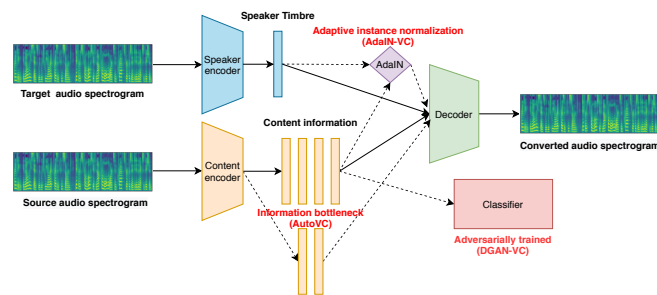 Speaker Timbre
Adaptive instance normalization
(AdaIN-VC)
Speaker
encoder
AdaIN
Target audio spectrogram
Content information
Decoder
Content
encoder
Converted audio spectrogram
Source audio spectrogram
Information bottleneck
(AutoVC)
Classifier
Adversarially trained
(DGAN-VC)